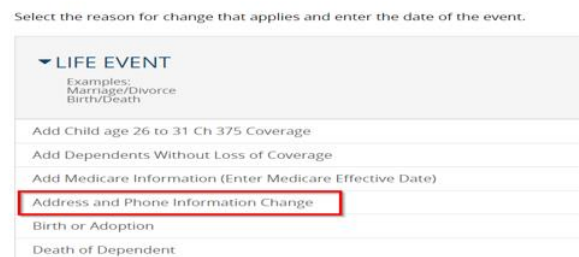 Select the reason for change that applies and enter the date of the event.
LIFE EVENT
Examples:
Marriage/Divorce
Birth/Death
Add Child age 26 to 31 Ch 375 Coverage
Add Dependents Without Loss of Coverage
Add Medicare Information (Enter Medicare Effective Date)
Address and Phone Information Change
Birth or Adoption
Death of Dependent